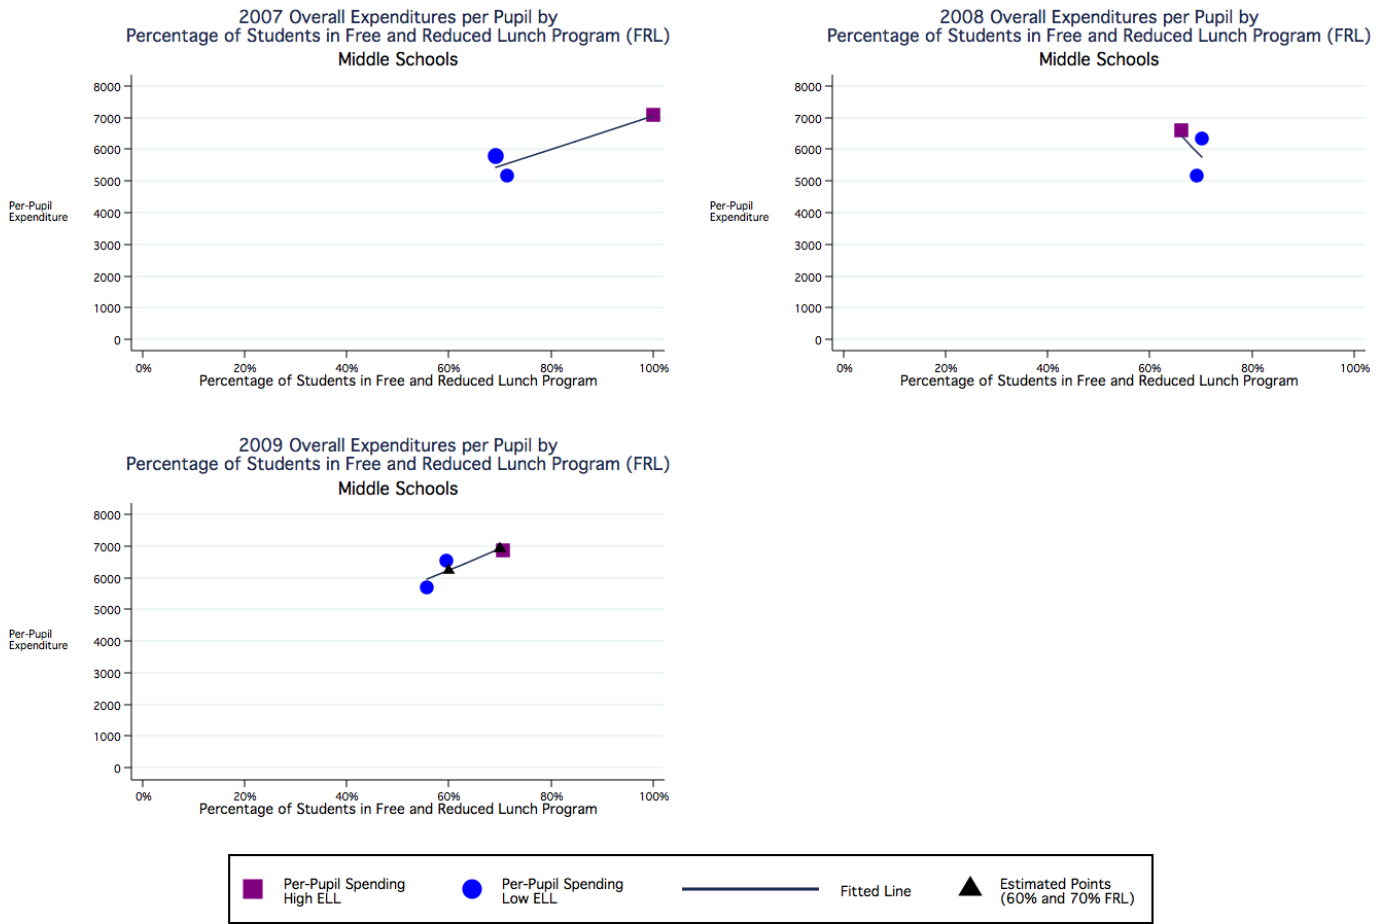 2007 Overall Expenditures per Pupil by
Percentage of Students in Free and Reduced Lunch Program (FRL)
Middle Schools
8000
7000
6000
5000
4000
3000
2000
1000
0
Per-Pupil
Expenditure
0% 20% 40% 60% 80% 100%
Percentage of Students in Free and Reduced Lunch Program
2008 Overall Expenditures per Pupil by
Percentage of Students in Free and Reduced Lunch Program (FRL)
Middle Schools
8000
7000
6000
5000
4000
3000
2000
1000
0
Per-Pupil
Expenditure
0% 20% 40% 60% 80% 100%
Percentage of Students in Free and Reduced Lunch Program
2009 Overall Expenditures per Pupil by
Percentage of Students in Free and Reduced Lunch Program (FRL)
Middle Schools
8000
7000
6000
5000
4000
3000
2000
1000
0
Per-Pupil
Expenditure
0% 20% 40% 60% 80% 100%
Percentage of Students in Free and Reduced Lunch Program
Per-Pupil Spending
High ELL
Per-Pupil Spending
Low ELL
Fitted Line
Estimated Points
(60% and 70% FRL)